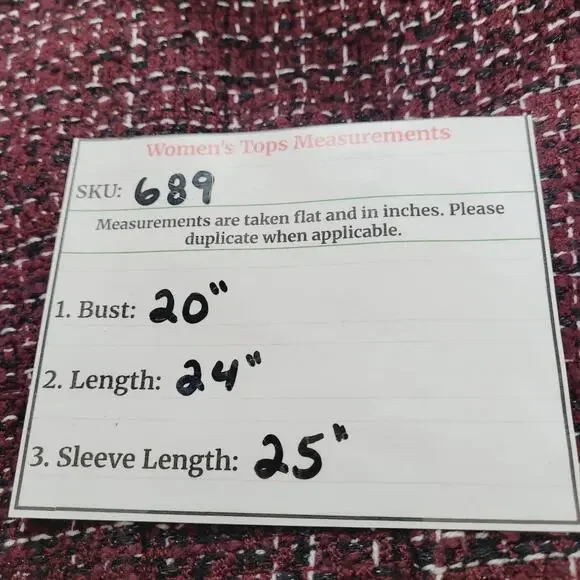 Women's Tops Measurements
SKU: 689
Measurements are taken flat and in inches. Please
duplicate when applicable.
1. Bust: 20"
2. Length: 24"
3. Sleeve Length: 25"